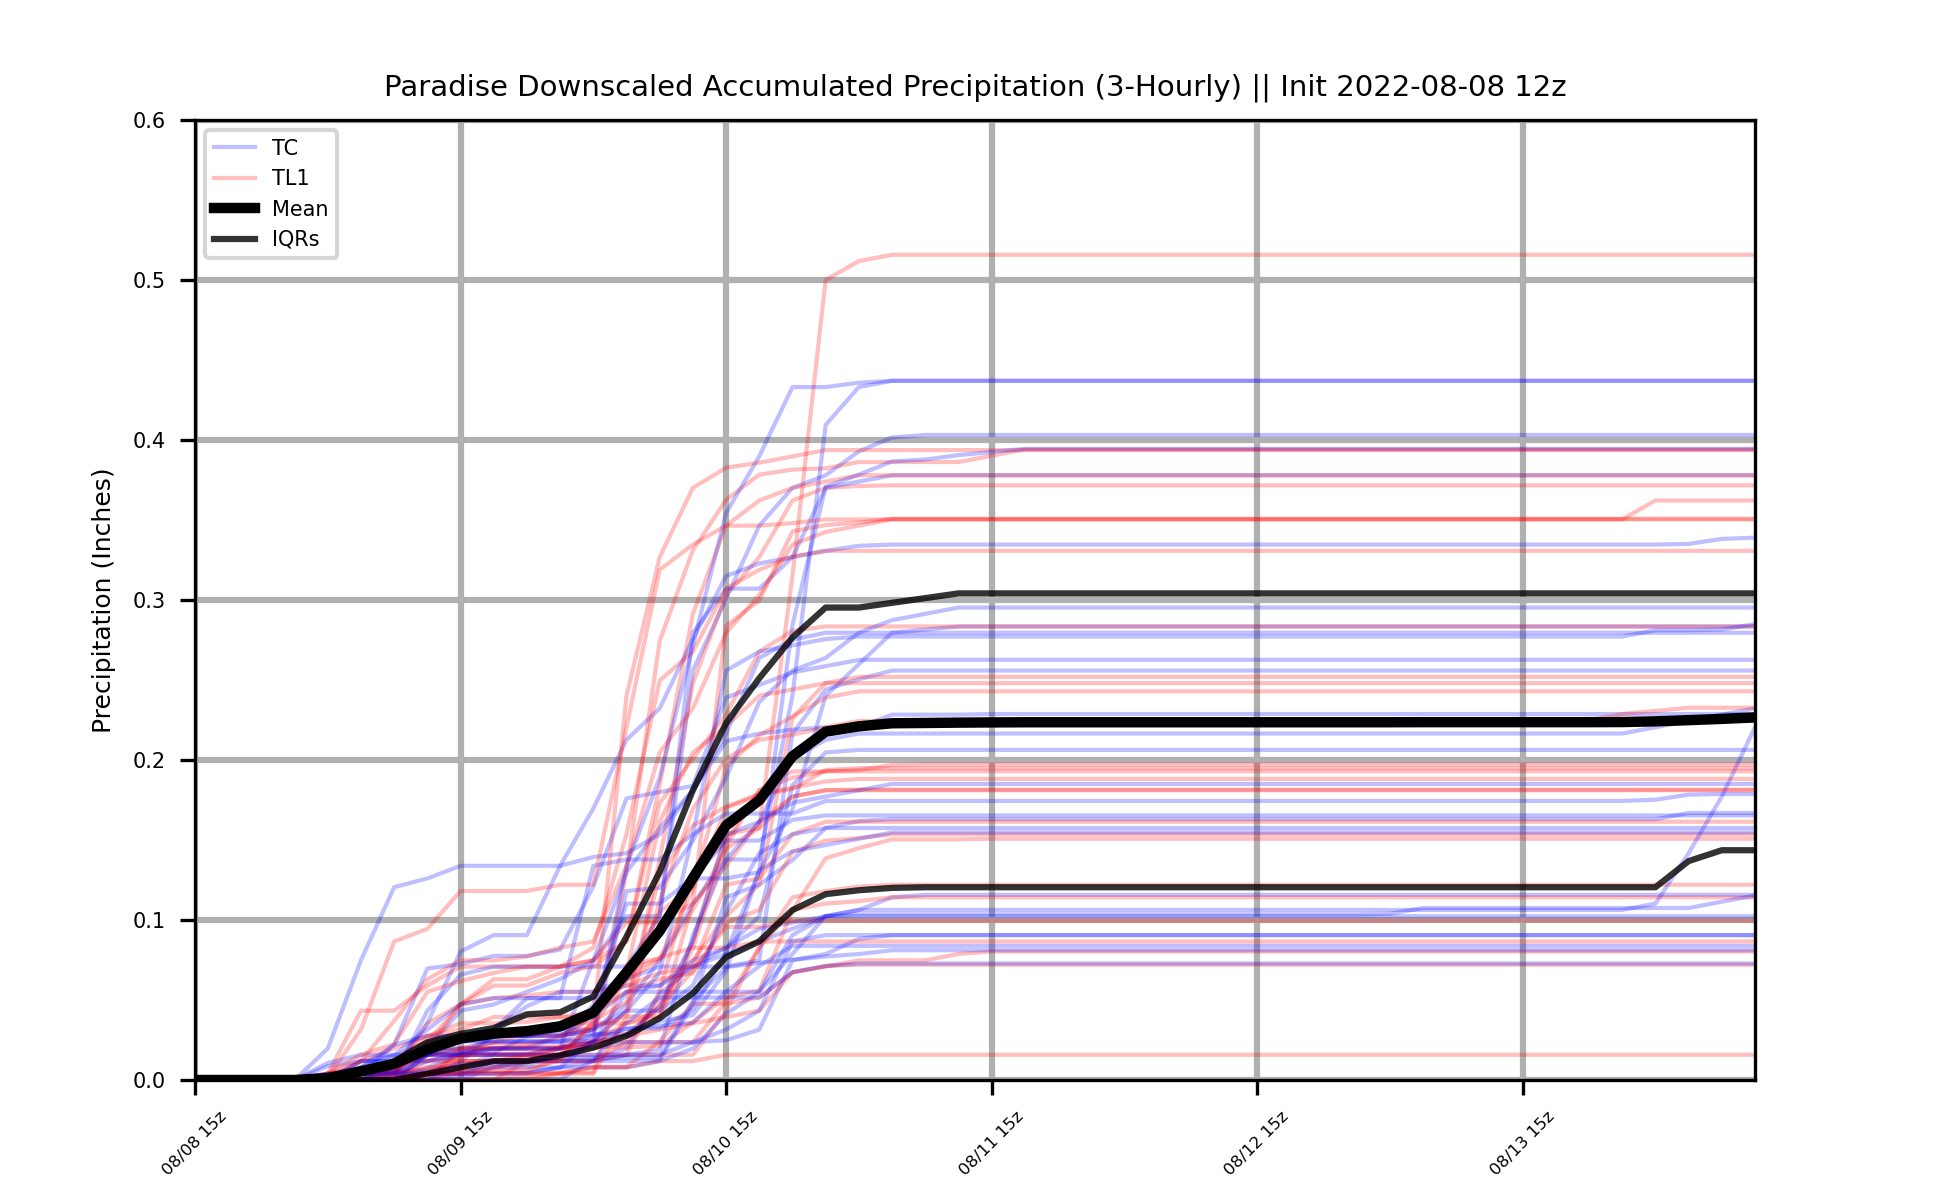 Paradise Downscaled Accumulated Precipitation (3-Hourly) || Init 2022-08-08 12z
TC
TL1
Mean
IQRs
Precipitation (Inches)
0.6
0.5
0.4
0.3
0.2
0.1
0.0
08/08 15z
08/09 15z
08/10 15z
08/11 15z
08/12 15z
08/13 15z